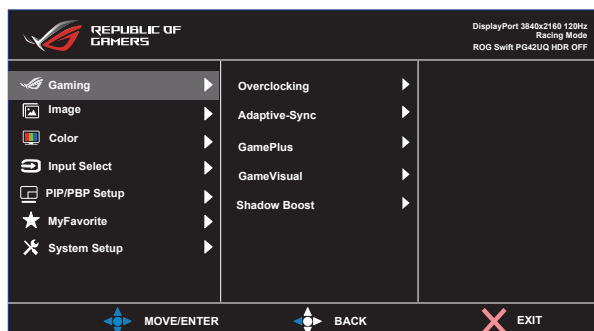 REPUBLIC OF
GAMERS
DisplayPort 3840x2160 120Hz
Racing Mode
ROG Swift PG42UQ HDR OFF
Gaming
Image
Color
Input Select
PIP/PBP Setup
MyFavorite
System Setup
Overclocking
Adaptive-Sync
GamePlus
GameVisual
Shadow Boost
MOVE/ENTER
BACK
EXIT